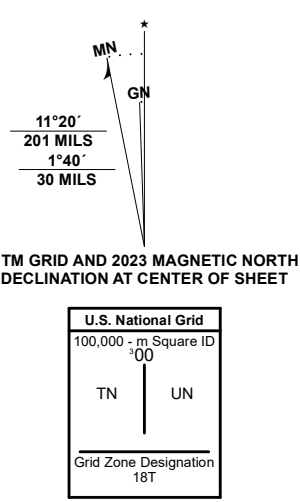 ★
MN
GN
11°20´
201 MILS
1°40´
30 MILS
TM GRID AND 2023 MAGNETIC NORTH
DECLINATION AT CENTER OF SHEET
U.S. National Grid
100,000 - m Square ID
³00
TN UN
Grid Zone Designation
18T